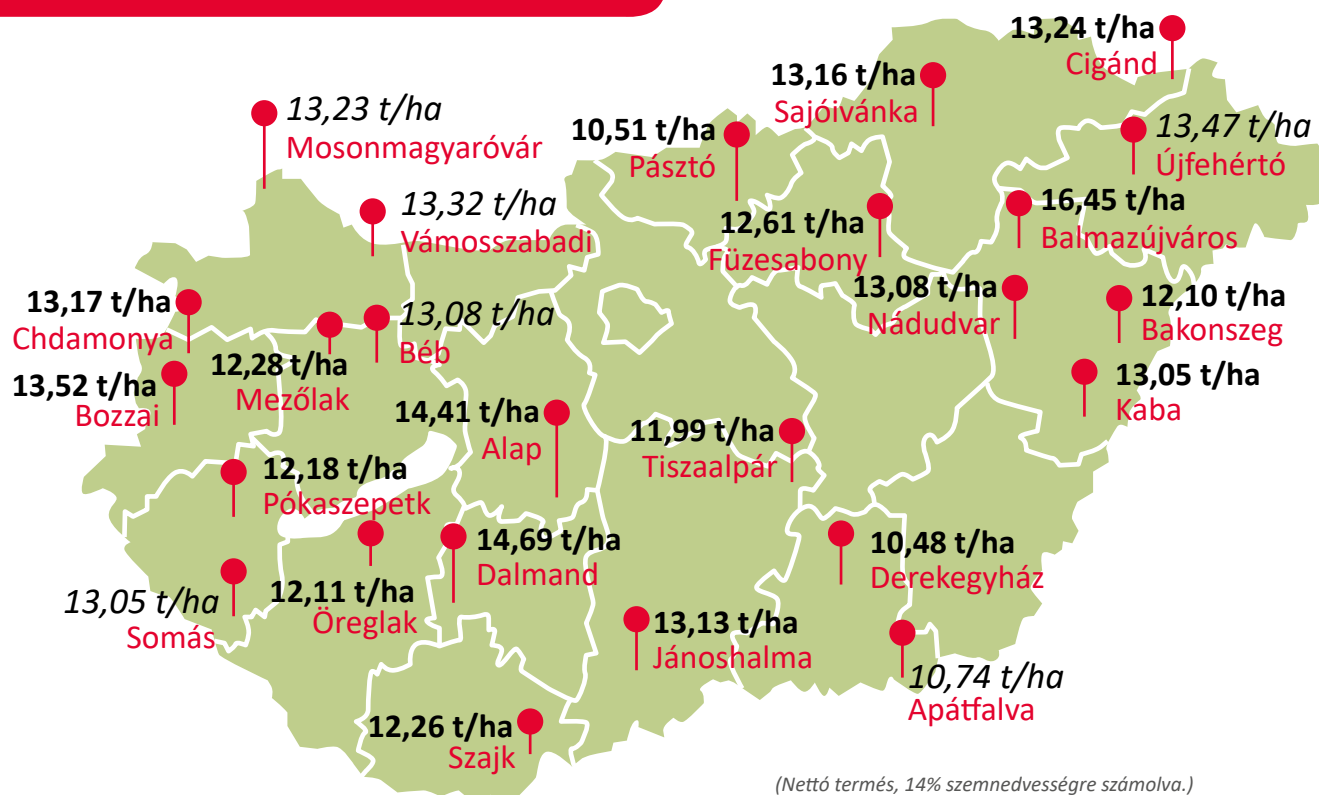 13,24 t/ha
Cigánd
13,16 t/ha
Sajóivánka
13,23 t/ha
Mosonmagyaróvár
10,51 t/ha
Pásztó
13,47 t/ha
Újfehértó
13,32 t/ha
Vámosszabadi
12,61 t/ha
Füzesabony
16,45 t/ha
Balmazújváros
13,17 t/ha
Chdamonya
13,08 t/ha
Béb
13,08 t/ha
Nádudvar
12,10 t/ha
Bakonszeg
12,28 t/ha
Mezőlak
13,52 t/ha
Bozzai
13,05 t/ha
Kaba
14,41 t/ha
Alap
11,99 t/ha
Tiszaalpár
12,18 t/ha
Pókaszepetk
14,69 t/ha
Dalmand
10,48 t/ha
Derekegyház
13,05 t/ha
Somás
12,11 t/ha
Öreglak
13,13 t/ha
Jánoshalma
10,74 t/ha
Apátfalva
12,26 t/ha
Szajk
(Nettó termés, 14% szemnedvességre számolva.)